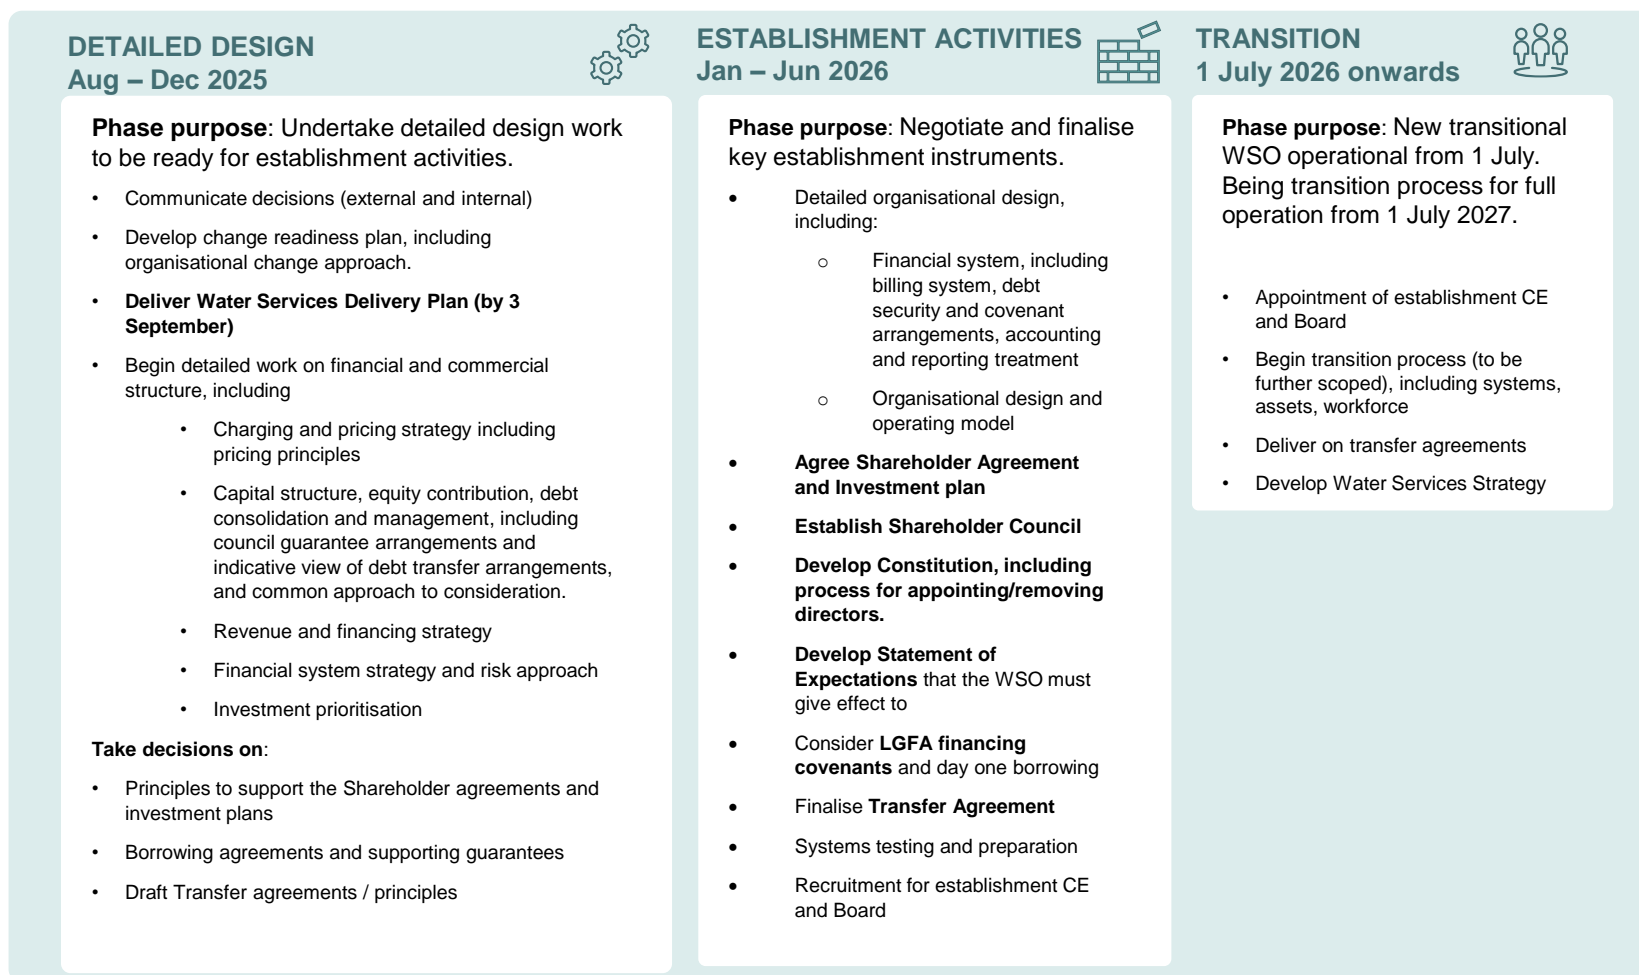 DETAILED DESIGN
Aug – Dec 2025
Phase purpose: Undertake detailed design work
to be ready for establishment activities.
• Communicate decisions (external and internal)
• Develop change readiness plan, including
organisational change approach.
• Deliver Water Services Delivery Plan (by 3
September)
• Begin detailed work on financial and commercial
structure, including
• Charging and pricing strategy including
pricing principles
• Capital structure, equity contribution, debt
consolidation and management, including
council guarantee arrangements and
indicative view of debt transfer arrangements,
and common approach to consideration.
• Revenue and financing strategy
• Financial system strategy and risk approach
• Investment prioritisation
Take decisions on:
• Principles to support the Shareholder agreements and
investment plans
• Borrowing agreements and supporting guarantees
• Draft Transfer agreements / principles
ESTABLISHMENT ACTIVITIES
Jan – Jun 2026
Phase purpose: Negotiate and finalise
key establishment instruments.
• Detailed organisational design,
including:
o Financial system, including
billing system, debt
security and covenant
arrangements, accounting
and reporting treatment
o Organisational design and
operating model
• Agree Shareholder Agreement
and Investment plan
• Establish Shareholder Council
• Develop Constitution, including
process for appointing/removing
directors.
• Develop Statement of
Expectations that the WSO must
give effect to
• Consider LGFA financing
covenants and day one borrowing
• Finalise Transfer Agreement
• Systems testing and preparation
• Recruitment for establishment CE
and Board
TRANSITION
1 July 2026 onwards
Phase purpose: New transitional
WSO operational from 1 July.
Being transition process for full
operation from 1 July 2027.
• Appointment of establishment CE
and Board
• Begin transition process (to be
further scoped), including systems,
assets, workforce
• Deliver on transfer agreements
• Develop Water Services Strategy